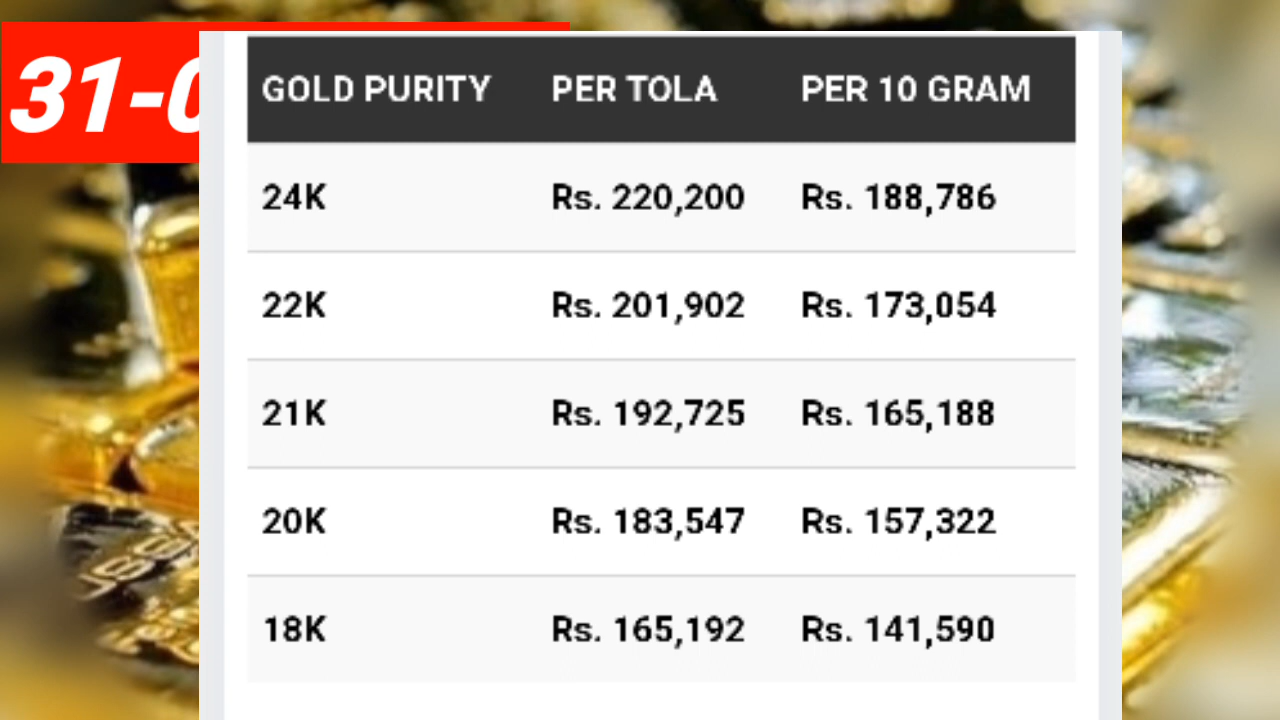 31-0
GOLD PURITY PER TOLA PER 10 GRAM
24K Rs. 220,200 Rs. 188,786
22K Rs. 201,902 Rs. 173,054
21K Rs. 192,725 Rs. 165,188
20K Rs. 183,547 Rs. 157,322
18K Rs. 165,192 Rs. 141,590